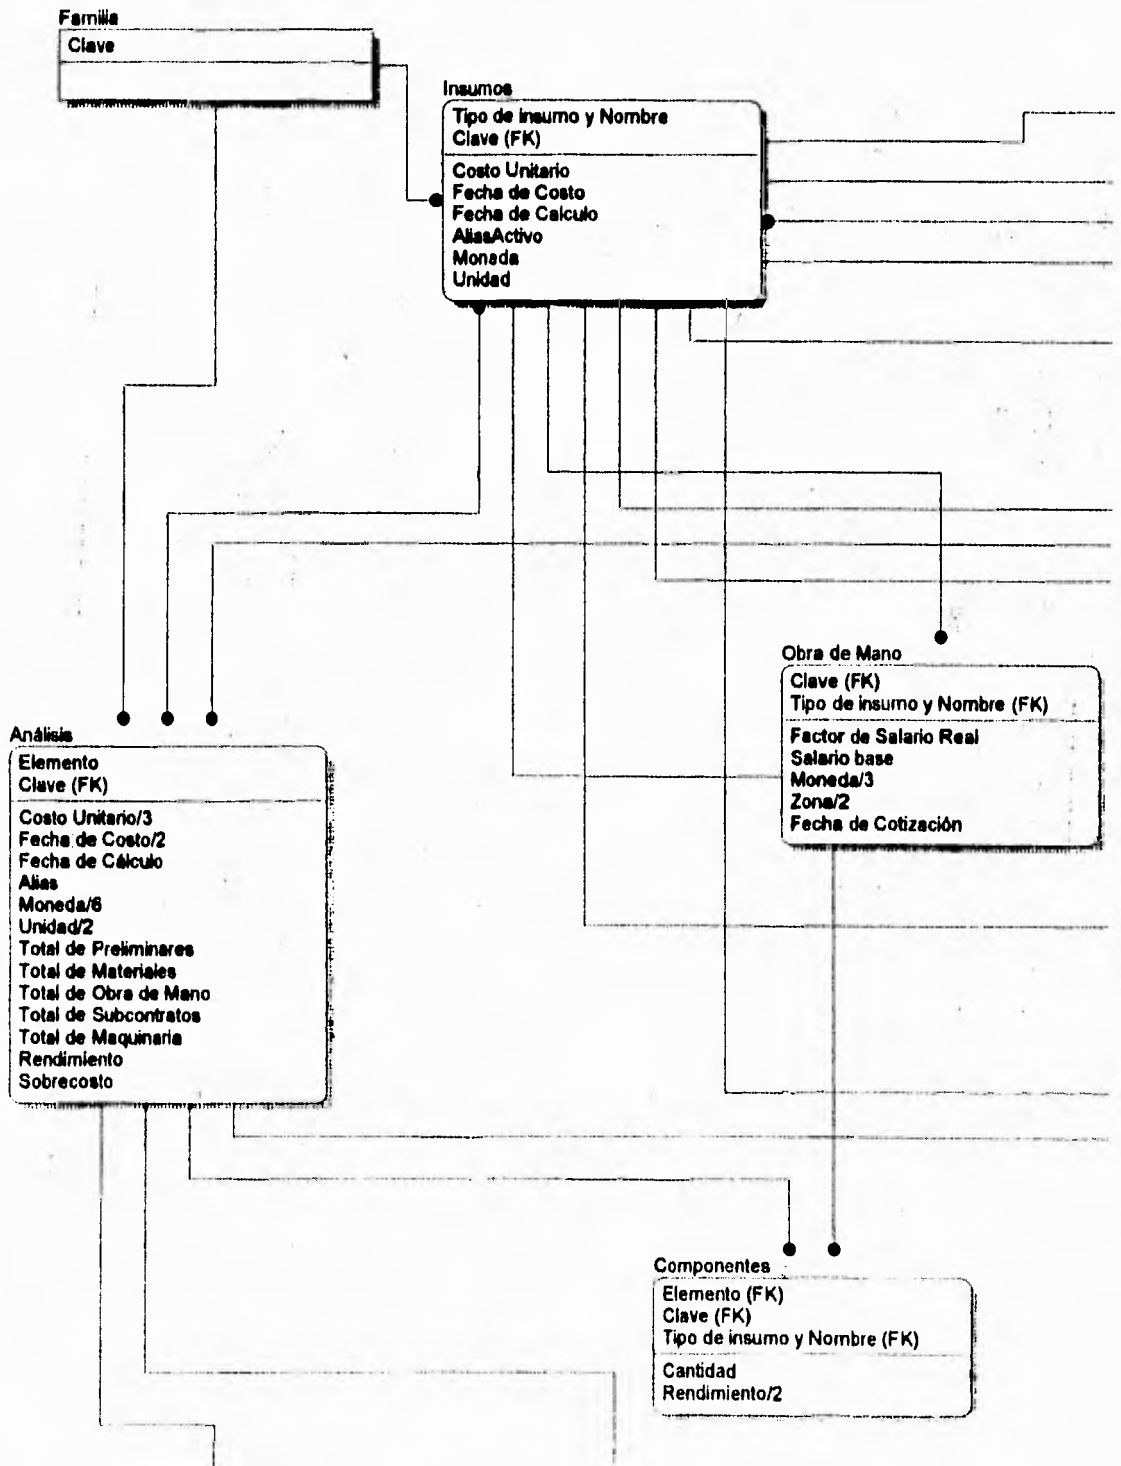 Familia
Clave
Insumos
Tipo de insumo y Nombre
Clave (FK)
Costo Unitario
Fecha de Costo
Fecha de Calculo
AliasActivo
Monada
Unidad
Obra de Mano
Clave (FK)
Tipo de insumo y Nombre (FK)
Factor de Salario Real
Salario base
Moneda/3
Zona/2
Fecha de Cotización
Análisis
Elemento
Clave (FK)
Costo Unitario/3
Fecha de Costo/2
Fecha de Cálculo
Alias
Moneda/6
Unidad/2
Total de Preliminares
Total de Materiales
Total de Obra de Mano
Total de Subcontratos
Total de Maquinaria
Rendimiento
Sobrecosto
Componentes
Elemento (FK)
Clave (FK)
Tipo de insumo y Nombre (FK)
Cantidad
Rendimiento/2